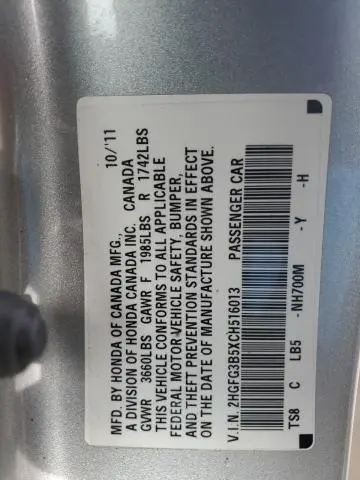 MFD. BY HONDA OF CANADA MFG., 10/'11
A DIVISION OF HONDA CANADA INC. CANADA
GVWR 3660LBS GAWR F 1985LBS R 1742LBS
THIS VEHICLE CONFORMS TO ALL APPLICABLE
FEDERAL MOTOR-VEHICLE SAFETY, BUMPER,
AND THEFT PREVENTION STANDARDS IN EFFECT
ON THE DATE OF MANUFACTURE SHOWN ABOVE.
V.I.N. 2HGFG3B5XCH516013 PASSENGER CAR
TS8 C LB5 -NH700M -Y -H